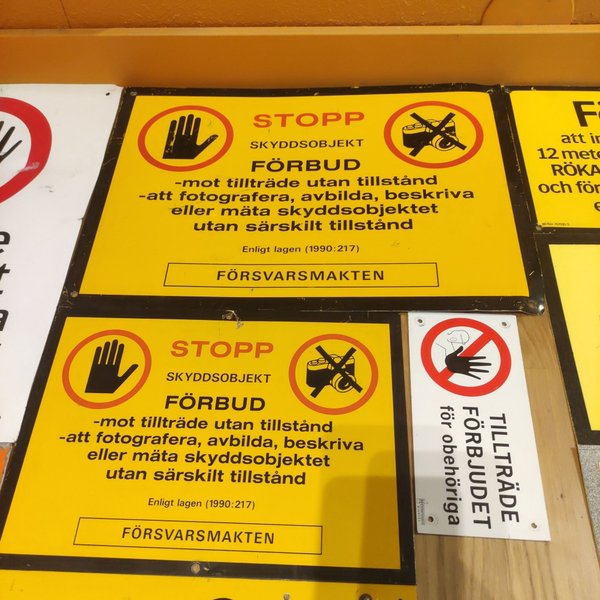 STOPP
SKYDDSOBJEKT
FÖRBUD
-mot tillträde utan tillstånd
-att fotografera, avbilda, beskriva
eller mäta skyddsobjektet
utan särskilt tillstånd
Enligt lagen (1990:217)
FÖRSVARSMAKTEN
att in
12 mete
RÖKA
och för
STOPP
SKYDDSOBJEKT
FÖRBUD
-mot tillträde utan tillstånd
-att fotografera, avbilda, beskriva
eller mäta skyddsobjektet
utan särskilt tillstånd
Enligt lagen (1990:217)
FÖRSVARSMAKTEN
TILLTRÄDE
FÖRBJUDET
för obehöriga